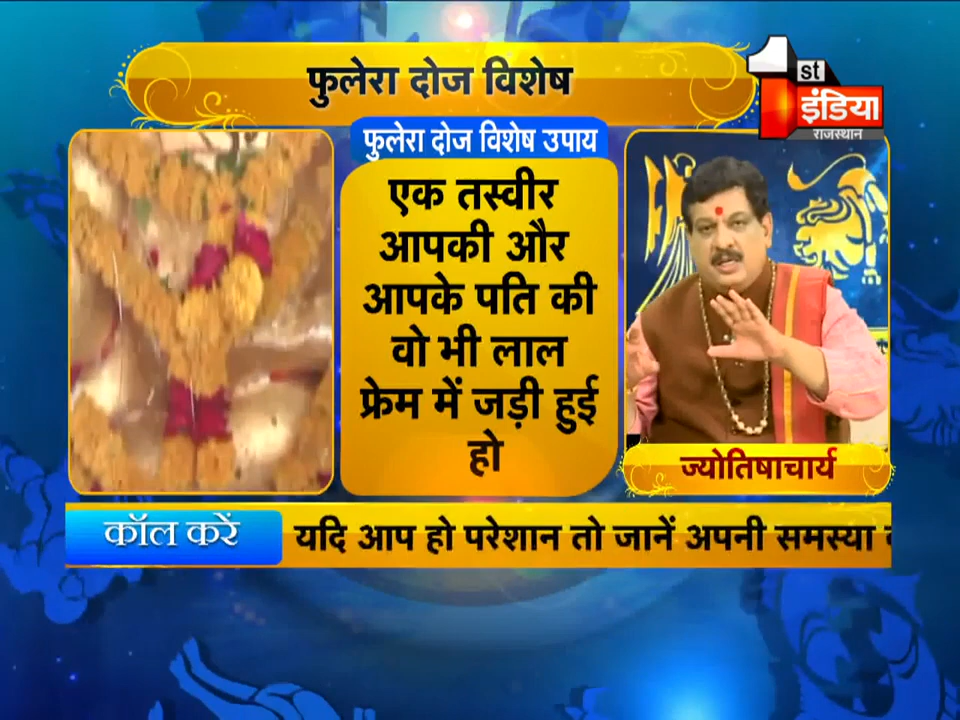 फुलेरा दोज विशेष
1st
इंडिया
राजस्थान
फुलेरा दोज विशेष उपाय
एक तस्वीर
आपकी और
आपके पति की
वो भी लाल
फ्रेम में जड़ी हुई
हो
ज्योतिषाचार्य
कॉल करें
यदि आप हो परेशान तो जानें अपनी समस्या